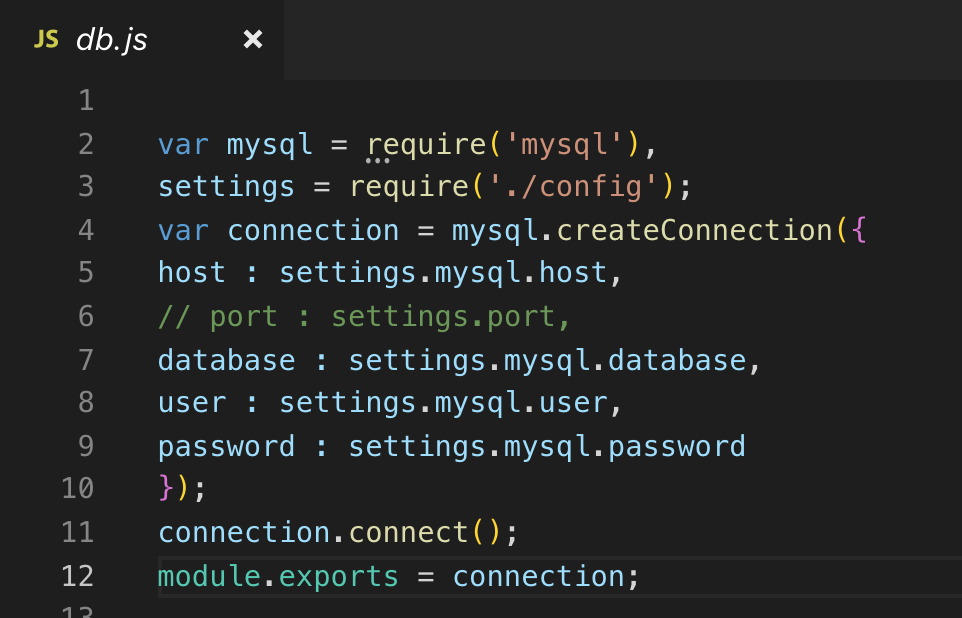 JS db.js ×
1
2 var mysql = require('mysql'),
3 settings = require('./config');
4 var connection = mysql.createConnection({
5 host : settings.mysql.host,
6 // port : settings.port,
7 database : settings.mysql.database,
8 user : settings.mysql.user,
9 password : settings.mysql.password
10 });
11 connection.connect();
12 module.exports = connection;
13